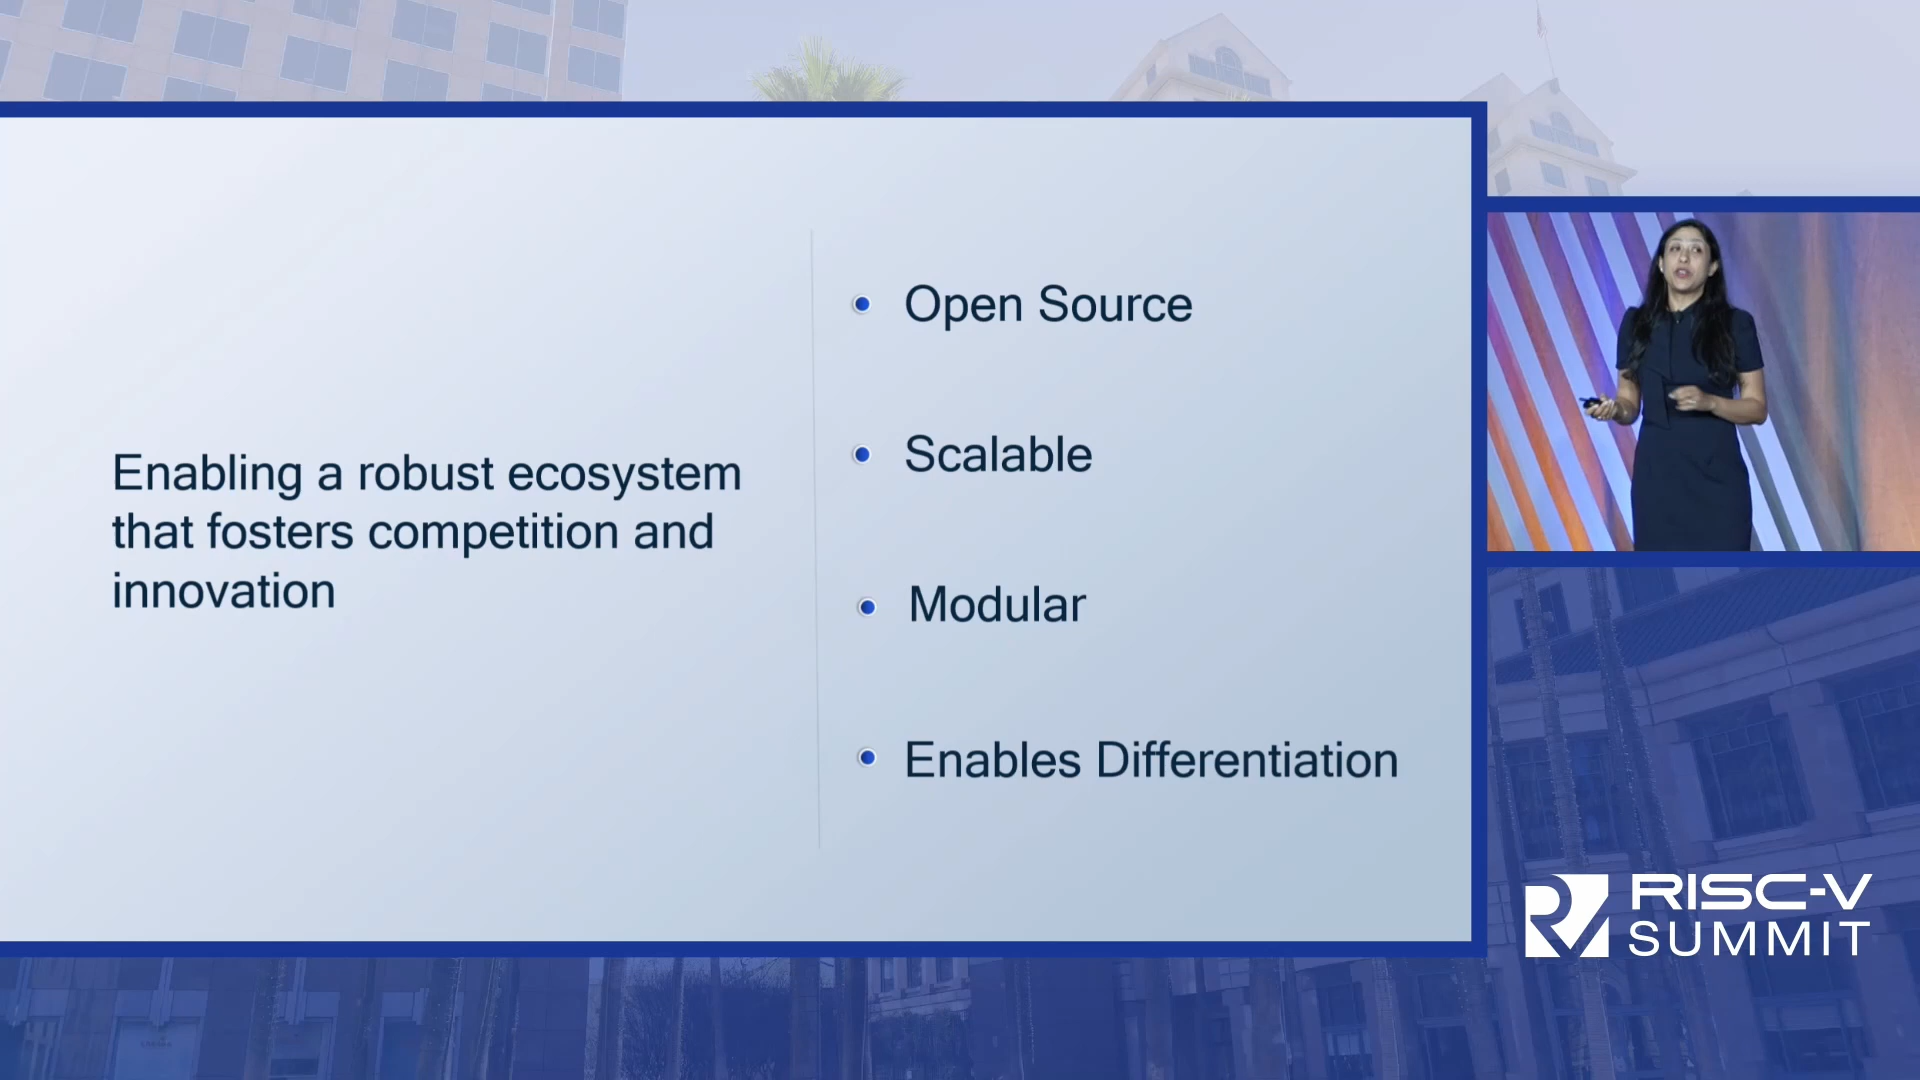 Enabling a robust ecosystem
that fosters competition and
innovation
Open Source
Scalable
Modular
Enables Differentiation
RISC-V
SUMMIT